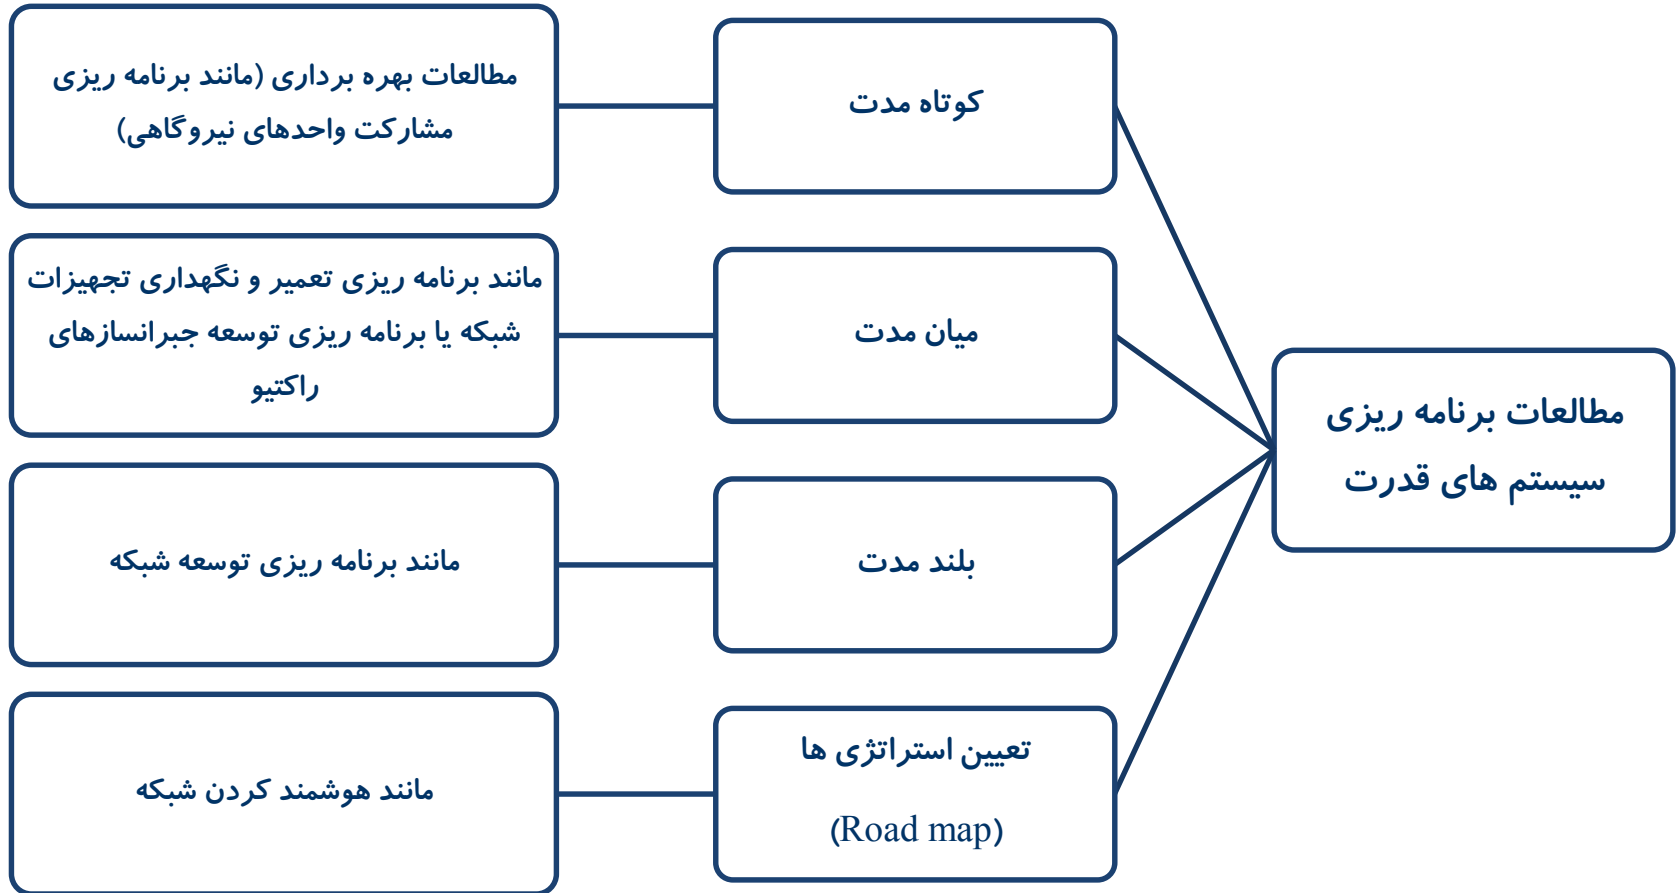 مطالعات برنامه ریزی
سیستم های قدرت
کوتاه مدت
مطالعات بهره برداری (مانند برنامه ریزی
مشارکت واحدهای نیروگاهی)
میان مدت
مانند برنامه ریزی تعمیر و نگهداری تجهیزات
شبکه یا برنامه ریزی توسعه جبرانسازهای
راکتیو
بلند مدت
مانند برنامه ریزی توسعه شبکه
تعیین استراتژی ها
(Road map)
مانند هوشمند کردن شبکه